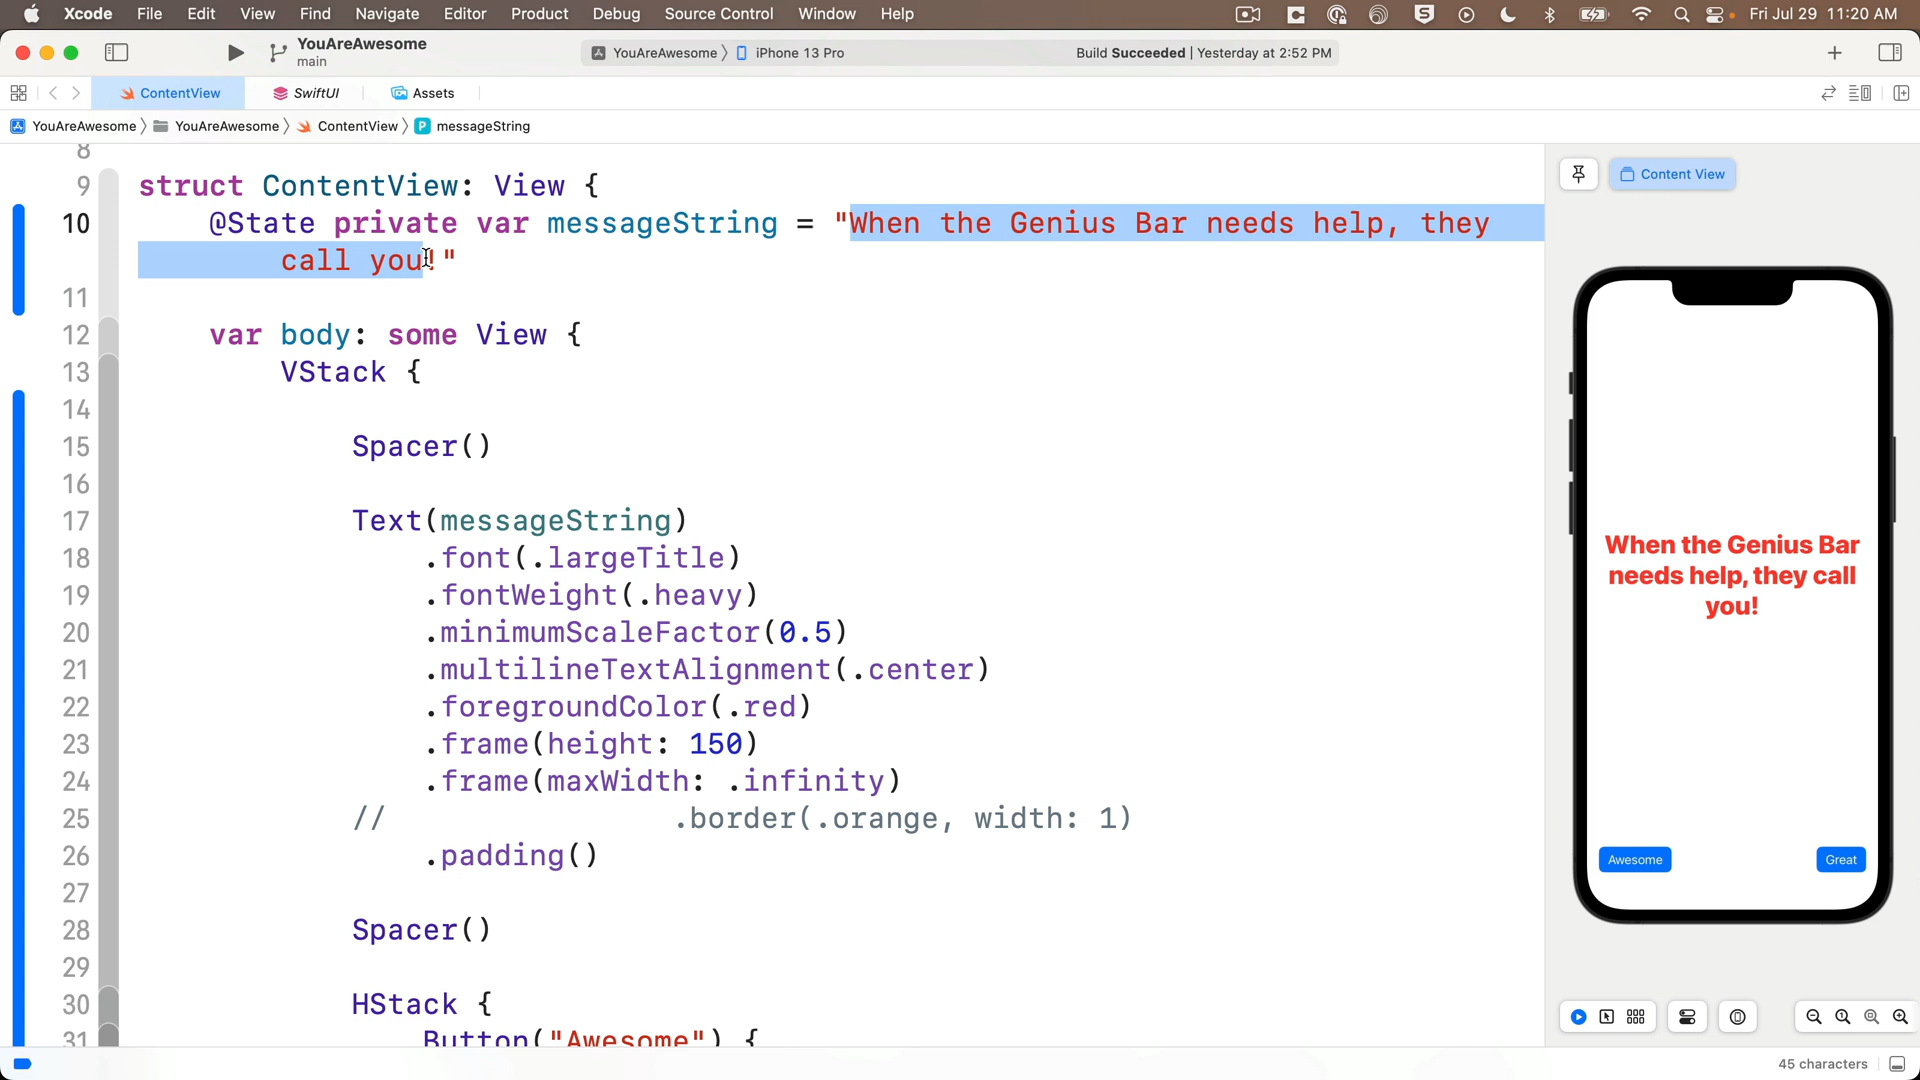 Xcode File Edit View Find Navigate Editor Product Debug Source Control Window Help Fri Jul 29 11:20 AM
YouAreAwesome
main
YouAreAwesome 〉 iPhone 13 Pro
Build Succeeded | Yesterday at 2:52 PM
ContentView SwiftUI Assets
YouAreAwesome 〉 YouAreAwesome 〉 ContentView 〉 P messageString
8
9 struct ContentView: View {
10 @State private var messageString = "When the Genius Bar needs help, they
call you!"
11
12 var body: some View {
13 VStack {
14
15 Spacer()
16
17 Text(messageString)
18 .font(.largeTitle)
19 .fontWeight(.heavy)
20 .minimumScaleFactor(0.5)
21 .multilineTextAlignment(.center)
22 .foregroundColor(.red)
23 .frame(height: 150)
24 .frame(maxWidth: .infinity)
25 // .border(.orange, width: 1)
26 .padding()
27
28 Spacer()
29
30 HStack {
31 Button("Awesome") {
Content View
When the Genius Bar
needs help, they call
you!
Awesome Great
45 characters